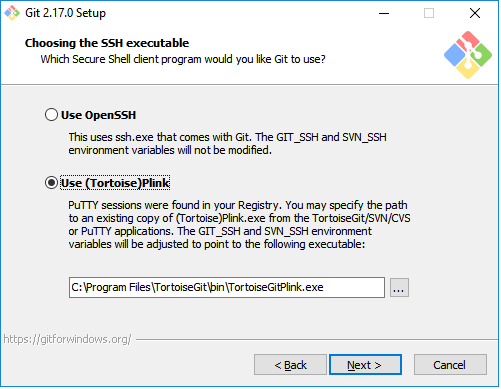 Git 2.17.0 Setup
Choosing the SSH executable
Which Secure Shell client program would you like Git to use?
Use OpenSSH
This uses ssh.exe that comes with Git. The GIT_SSH and SVN_SSH
environment variables will not be modified.
Use (Tortoise)Plink
PuTTY sessions were found in your Registry. You may specify the path
to an existing copy of (Tortoise)Plink.exe from the TortoiseGit/SVN/CVS
or PuTTY applications. The GIT_SSH and SVN_SSH environment
variables will be adjusted to point to the following executable:
C:\Program Files\TortoiseGit\bin\TortoiseGitPlink.exe
...
https://gitforwindows.org/
< Back
Next >
Cancel